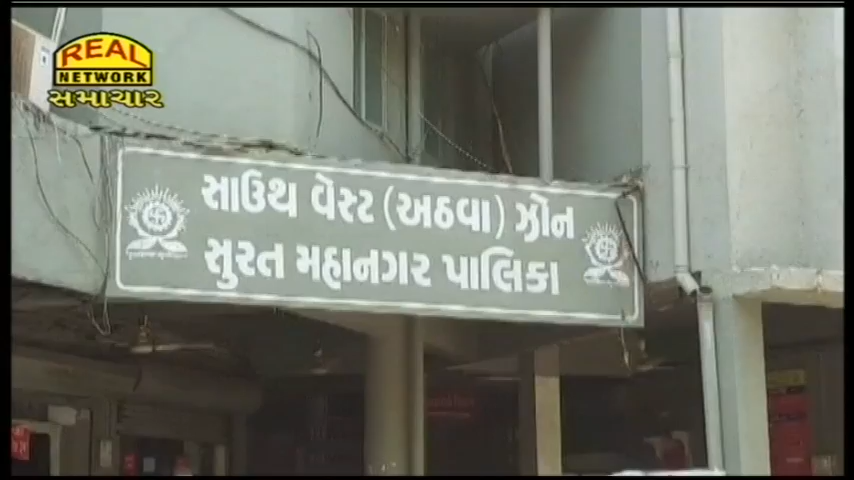 REAL
NETWORK
સમાચાર
સાઉથ વેસ્ટ (અઠવા) ઝોન
સુરત મહાનગર પાલિકા